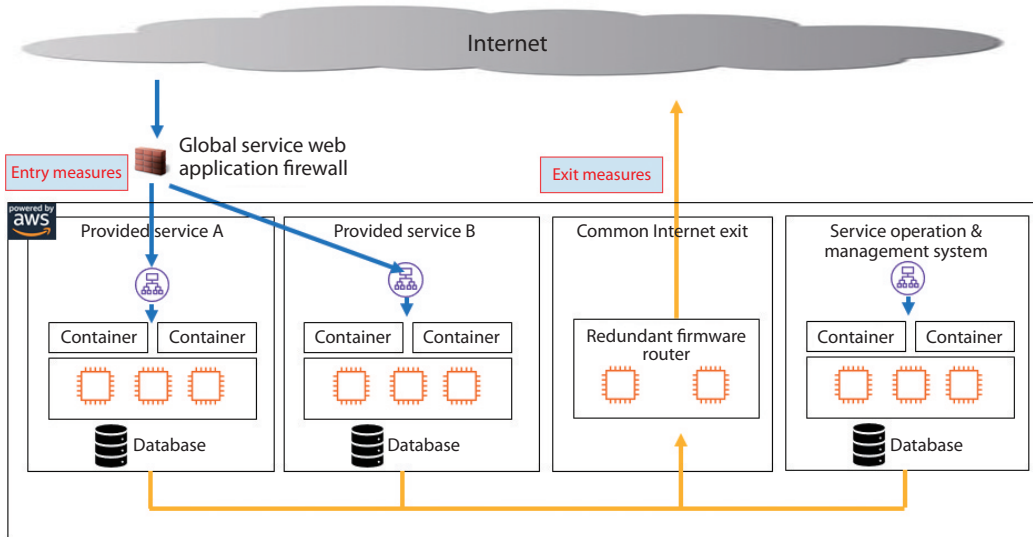 Internet
Global service web
application firewall
Entry measures
Exit measures
powered by
aws
Provided service A
Provided service B
Common Internet exit
Service operation &
management system
Container
Container
Container
Container
Redundant firmware
router
Container
Container
Database
Database
Database